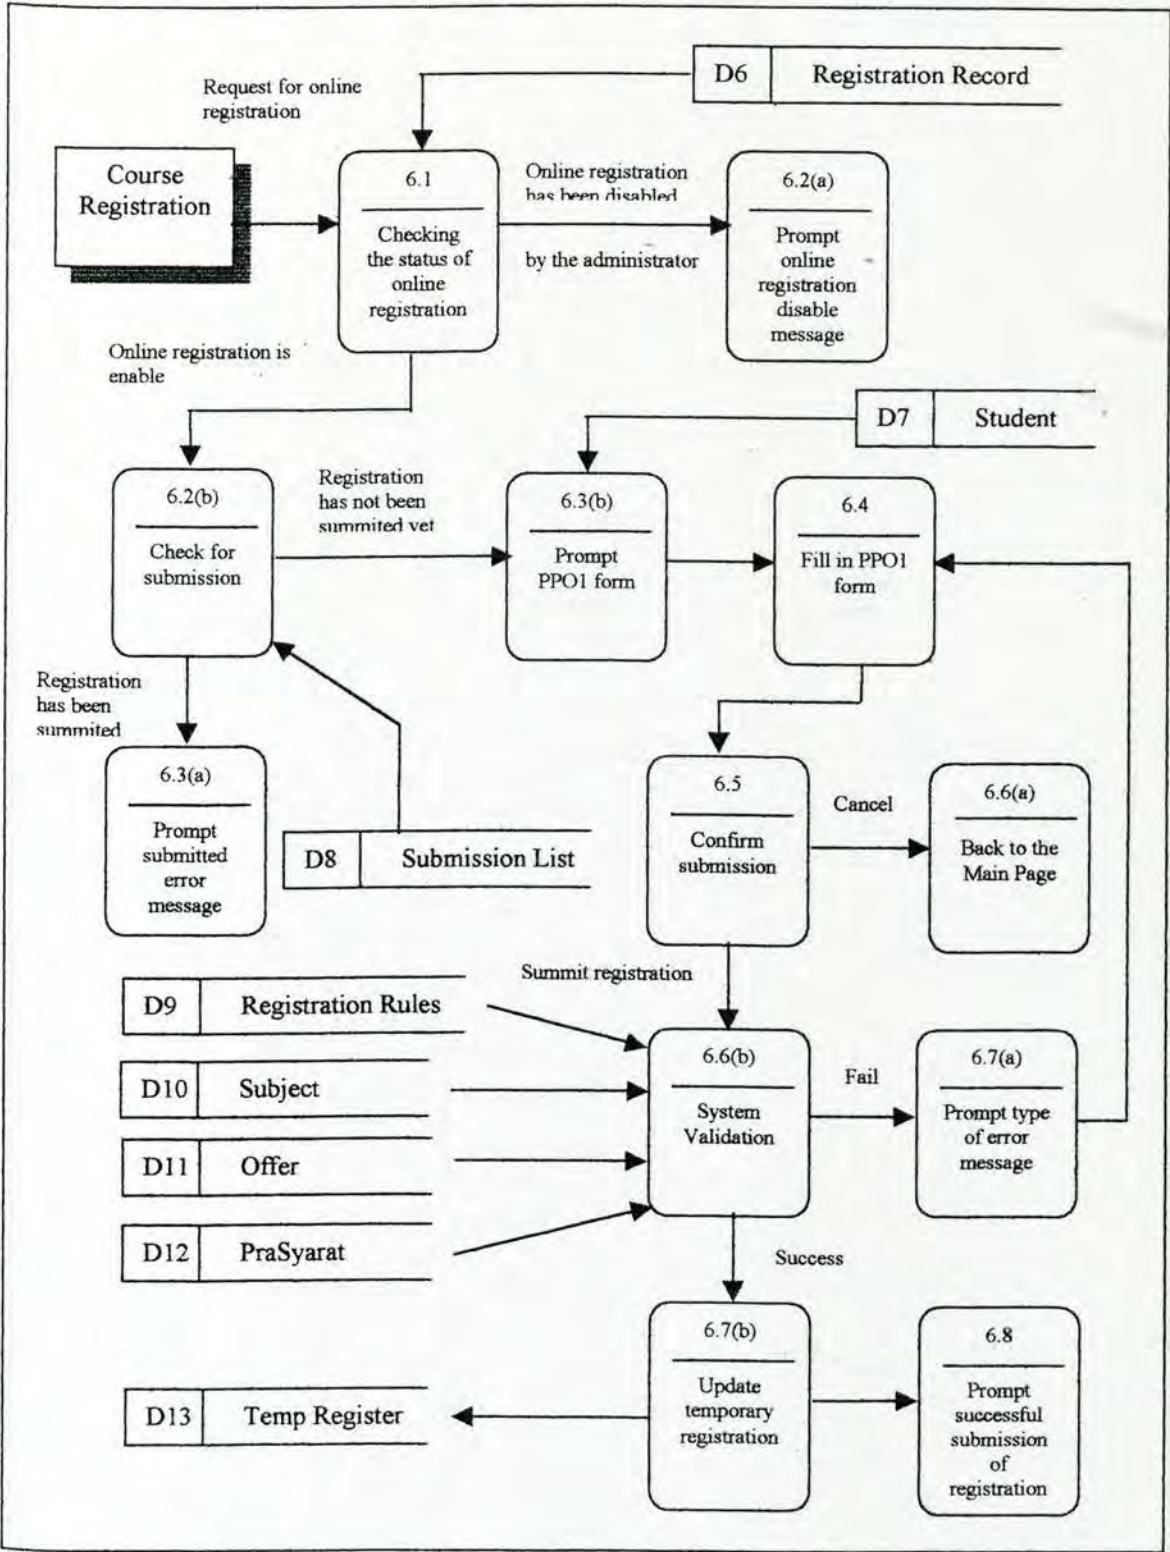 D6 Registration Record
Request for online
registration
Course
Registration
6.1
Checking
the status of
online
registration
Online registration
has been disabled
by the administrator
6.2(a)
Prompt
online
registration
disable
message
Online registration is
enable
D7 Student
6.2(b)
Check for
submission
Registration
has not been
summited yet
6.3(b)
Prompt
PPO1 form
6.4
Fill in PPO1
form
Registration
has been
summited
6.3(a)
Prompt
submitted
error
message
D8 Submission List
6.5
Confirm
submission
Cancel
6.6(a)
Back to the
Main Page
Summit registration
D9 Registration Rules
D10 Subject
D11 Offer
D12 PraSyarat
6.6(b)
System
Validation
Fail
6.7(a)
Prompt type
of error
message
Success
6.7(b)
Update
temporary
registration
D13 Temp Register
6.8
Prompt
successful
submission
of
registration